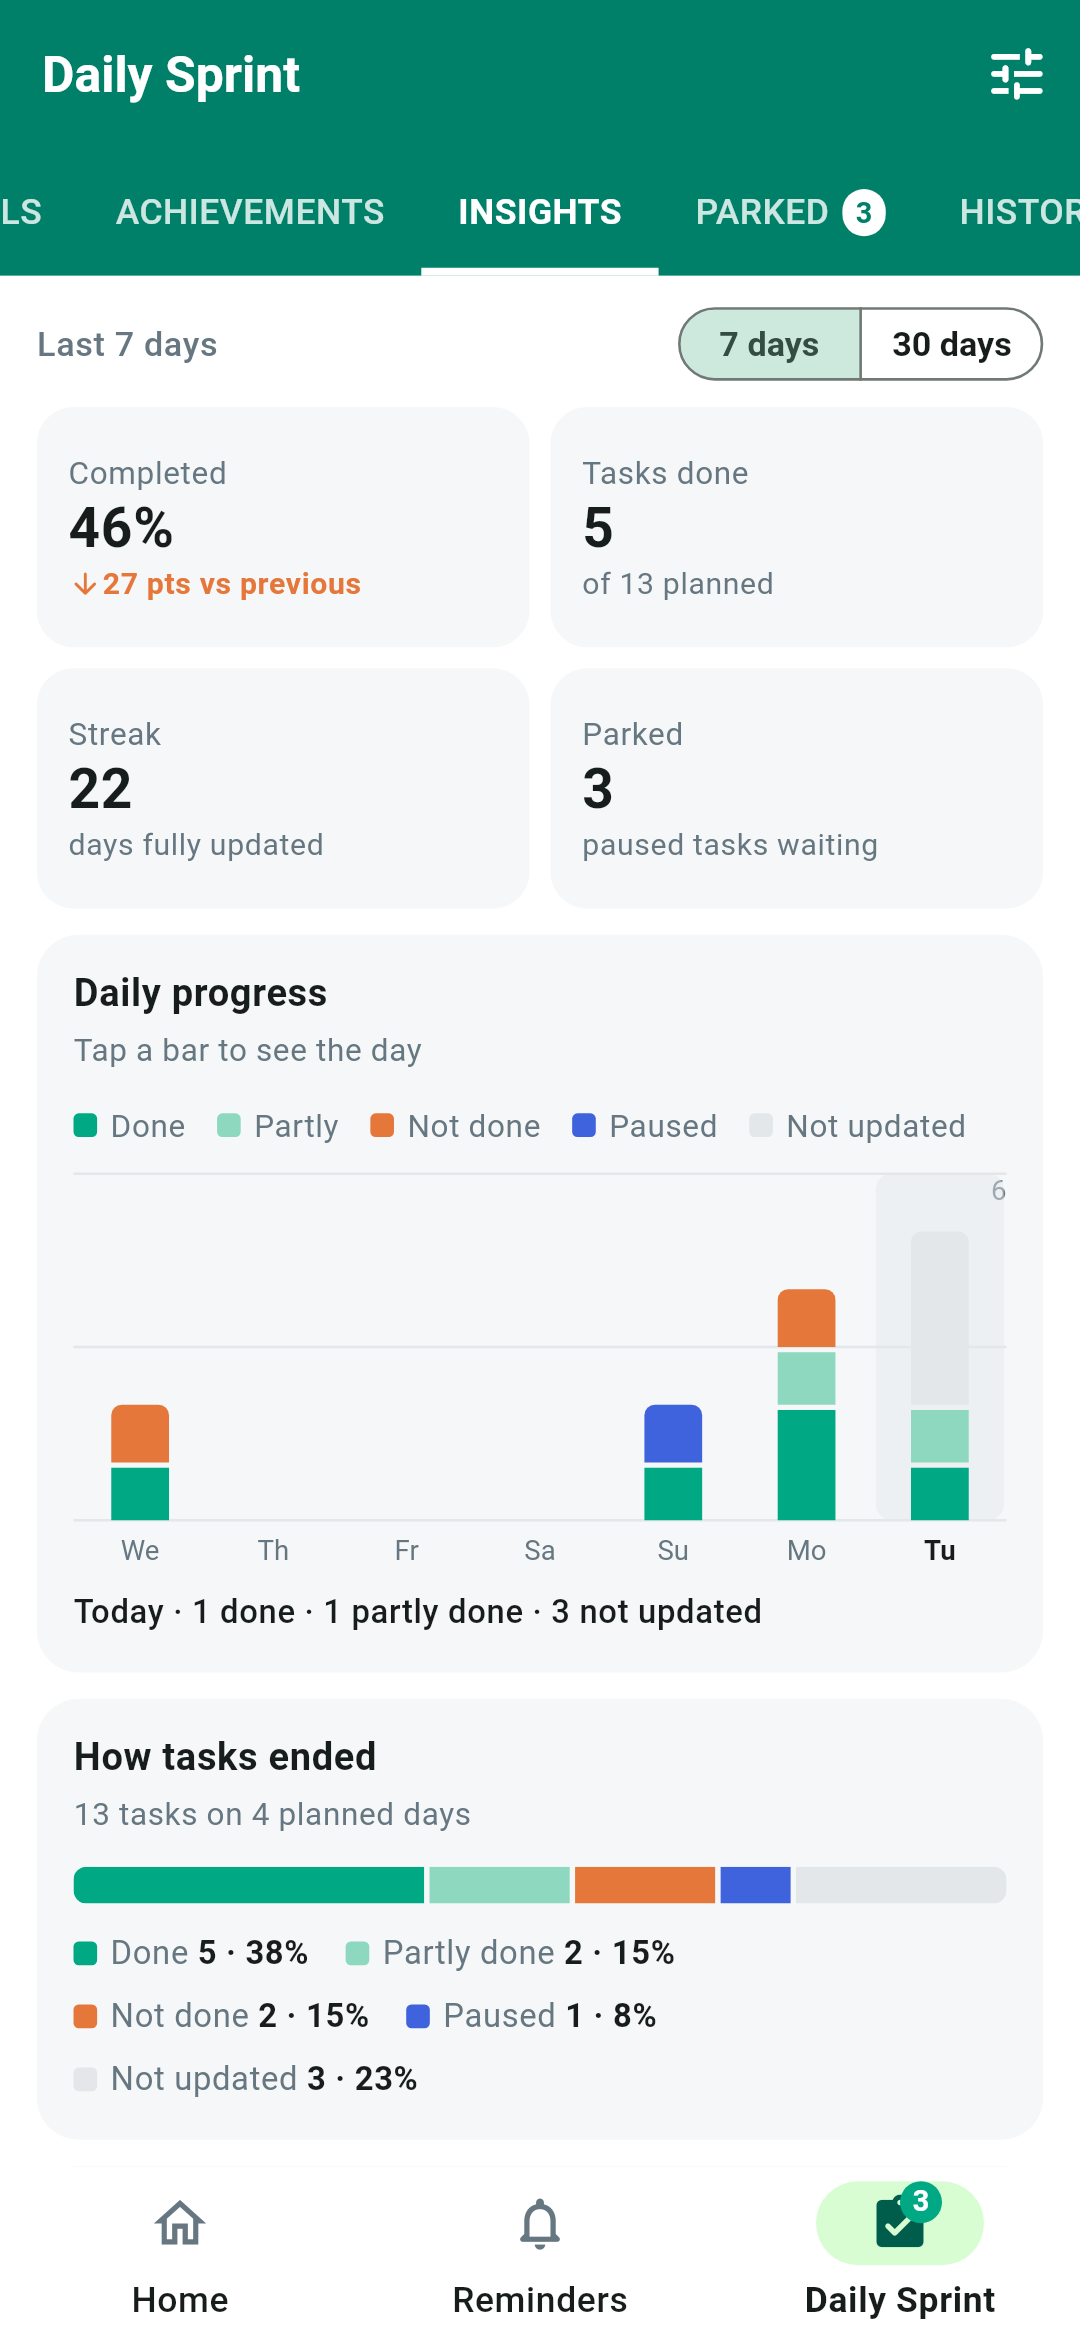 Daily Sprint
LS ACHIEVEMENTS INSIGHTS PARKED 3 HISTOR
Last 7 days 7 days 30 days
Completed
46%
↓27 pts vs previous
Tasks done
5
of 13 planned
Streak
22
days fully updated
Parked
3
paused tasks waiting
Daily progress
Tap a bar to see the day
Done Partly Not done Paused Not updated
6
We Th Fr Sa Su Mo Tu
Today · 1 done · 1 partly done · 3 not updated
How tasks ended
13 tasks on 4 planned days
Done 5 · 38% Partly done 2 · 15%
Not done 2 · 15% Paused 1 · 8%
Not updated 3 · 23%
3
Home Reminders Daily Sprint